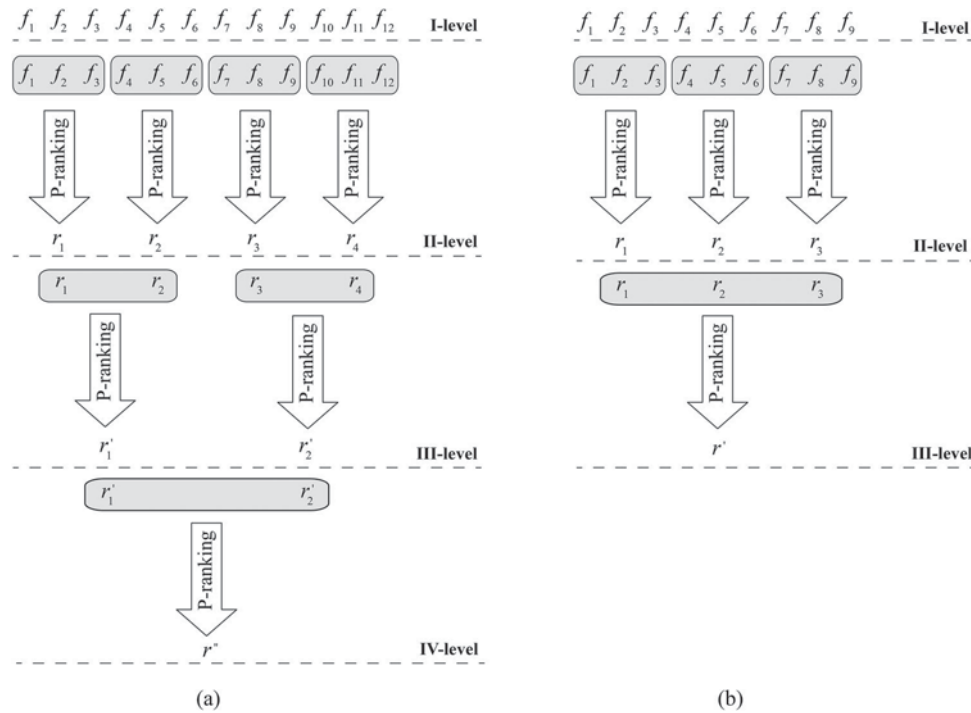 f₁ f₂ f₃ f₄ f₅ f₆ f₇ f₈ f₉ f₁₀ f₁₁ f₁₂ I-level
f₁ f₂ f₃ f₄ f₅ f₆ f₇ f₈ f₉ f₁₀ f₁₁ f₁₂
P-ranking P-ranking P-ranking P-ranking
r₁ r₂ r₃ r₄ II-level
r₁ r₂ r₃ r₄
P-ranking P-ranking
r₁' r₂' III-level
r₁' r₂'
P-ranking
r" IV-level
(a)
f₁ f₂ f₃ f₄ f₅ f₆ f₇ f₈ f₉ I-level
f₁ f₂ f₃ f₄ f₅ f₆ f₇ f₈ f₉
P-ranking P-ranking P-ranking
r₁ r₂ r₃ II-level
r₁ r₂ r₃
P-ranking
r' III-level
(b)